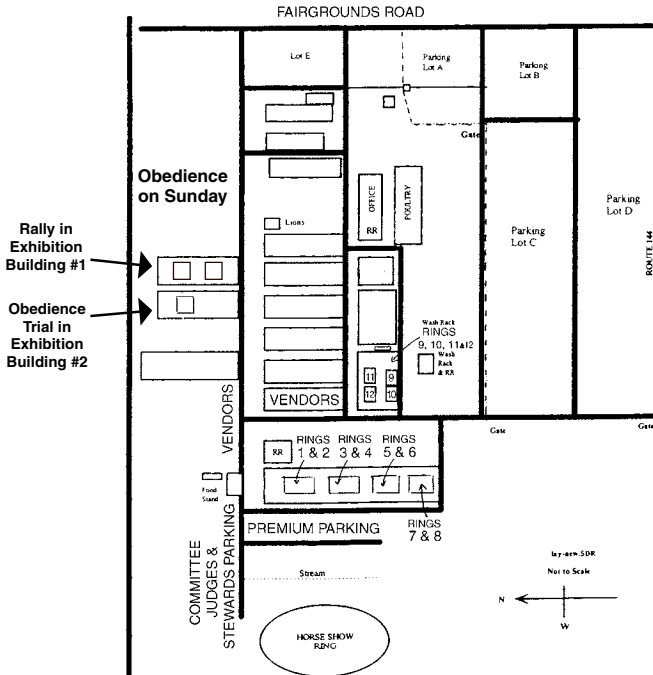 FAIRGROUNDS ROAD
Lot E
Parking
Lot A
Parking
Lot B
Gate
Obedience
on Sunday
OFFICE
RR
POULTRY
Parking
Lot D
Lions
Parking
Lot C
ROUTE 144
Rally in
Exhibition
Building #1
Obedience
Trial in
Exhibition
Building #2
Wash Rack
RINGS
9, 10, 11&12
Wash
Rack
& RR
11
9
12
10
VENDORS
VENDORS
Gate
Gate
RR
RINGS
1 & 2
RINGS
3 & 4
RINGS
5 & 6
Food
Stand
PREMIUM PARKING
RINGS
7 & 8
COMMITTEE
JUDGES &
STEWARDS PARKING
lay-new.SDR
Not to Scale
Stream
N
W
HORSE SHOW
RING